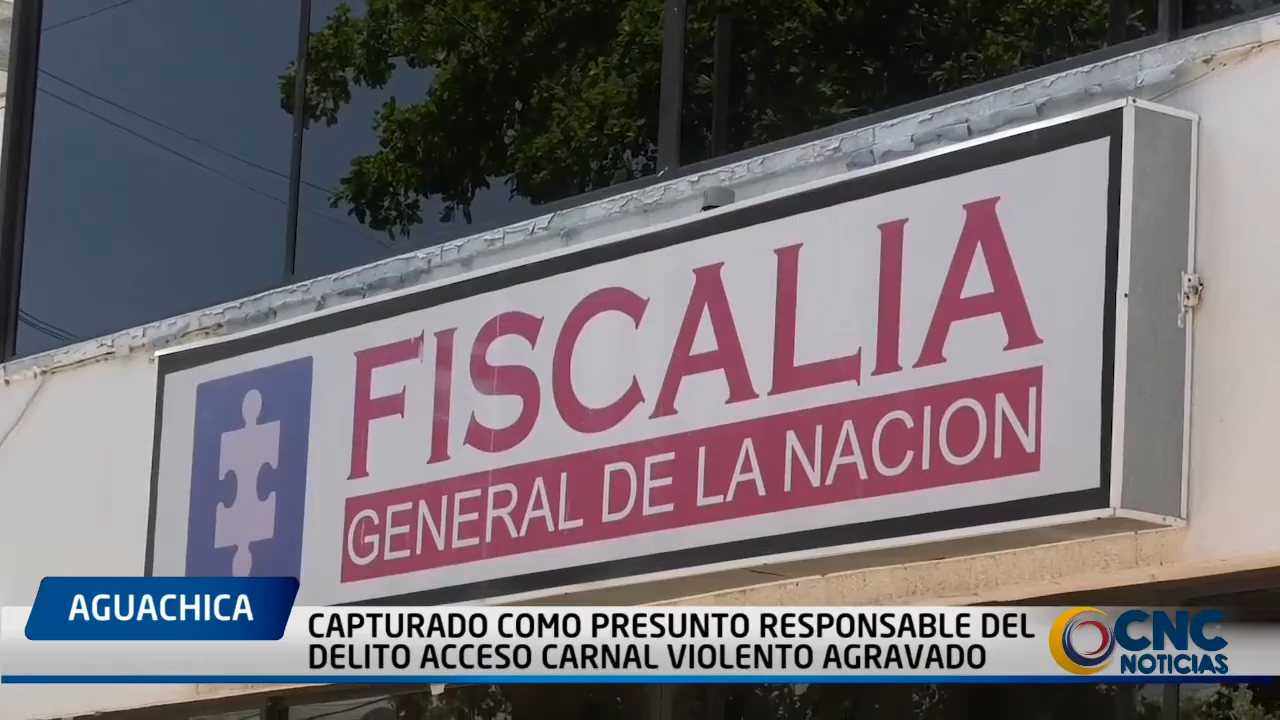 FISCALIA
GENERAL DE LA NACION
AGUACHICA
CAPTURADO COMO PRESUNTO RESPONSABLE DEL
DELITO ACCESO CARNAL VIOLENTO AGRAVADO
CNC
NOTICIAS